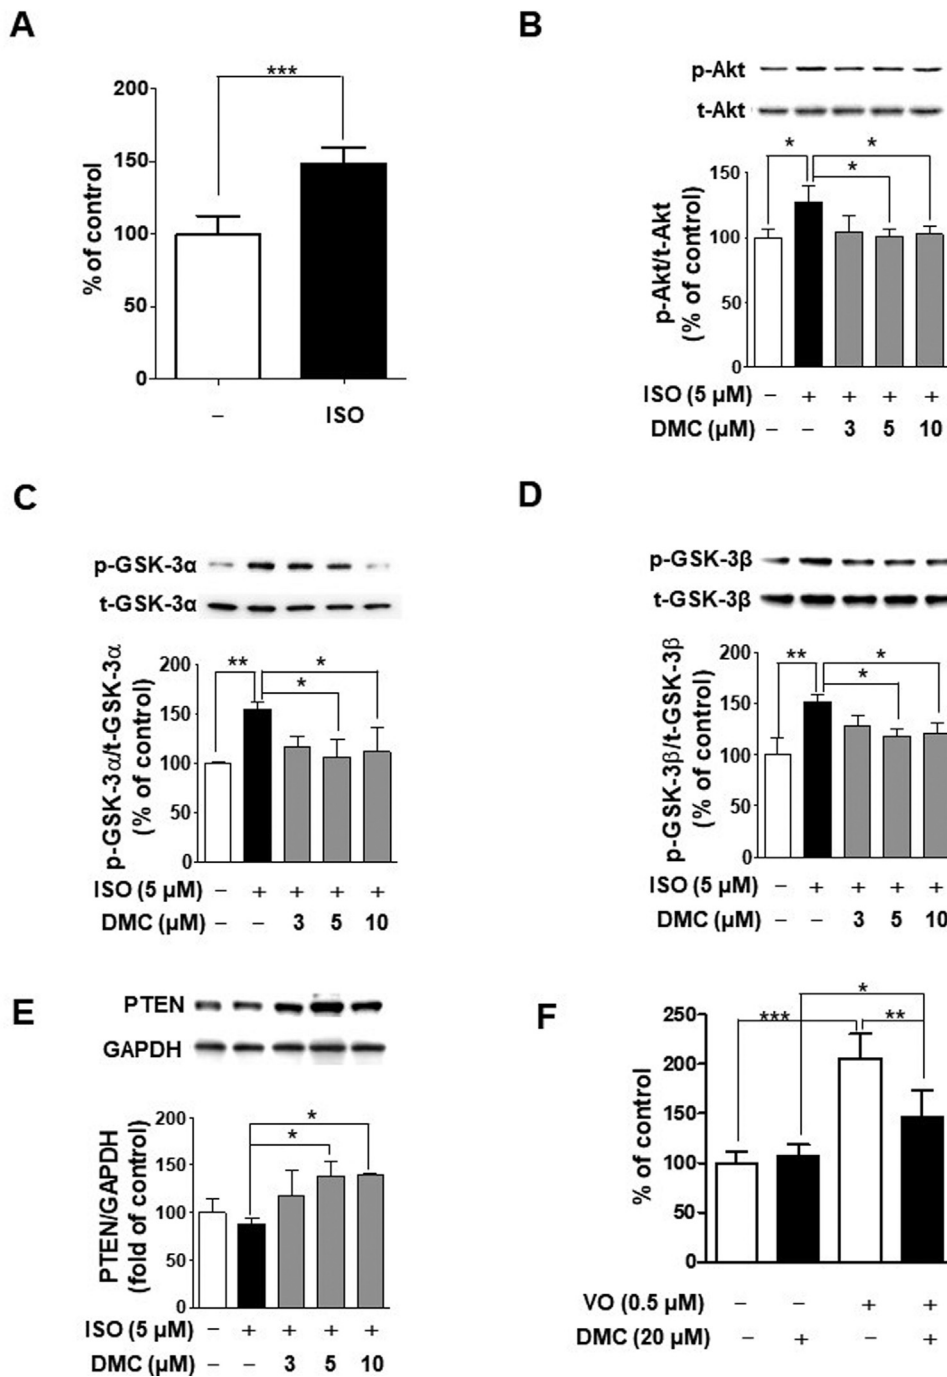 A
***
200
150
100
50
0
% of control
– ISO
B
p-Akt
t-Akt
* *
*
150
100
50
0
p-Akt/t-Akt
(% of control)
ISO (5 µM) – + + + +
DMC (µM) – – 3 5 10
C
p-GSK-3α
t-GSK-3α
** *
*
200
150
100
50
0
p-GSK-3α/t-GSK-3α
(% of control)
ISO (5 µM) – + + + +
DMC (µM) – – 3 5 10
D
p-GSK-3β
t-GSK-3β
** *
*
200
150
100
50
0
p-GSK-3β/t-GSK-3β
(% of control)
ISO (5 µM) – + + + +
DMC (µM) – – 3 5 10
E
PTEN
GAPDH
*
*
200
150
100
50
0
PTEN/GAPDH
(fold of control)
ISO (5 µM) – + + + +
DMC (µM) – – 3 5 10
F
*
*** **
250
200
150
100
50
0
% of control
VO (0.5 µM) – – + +
DMC (20 µM) – + – +